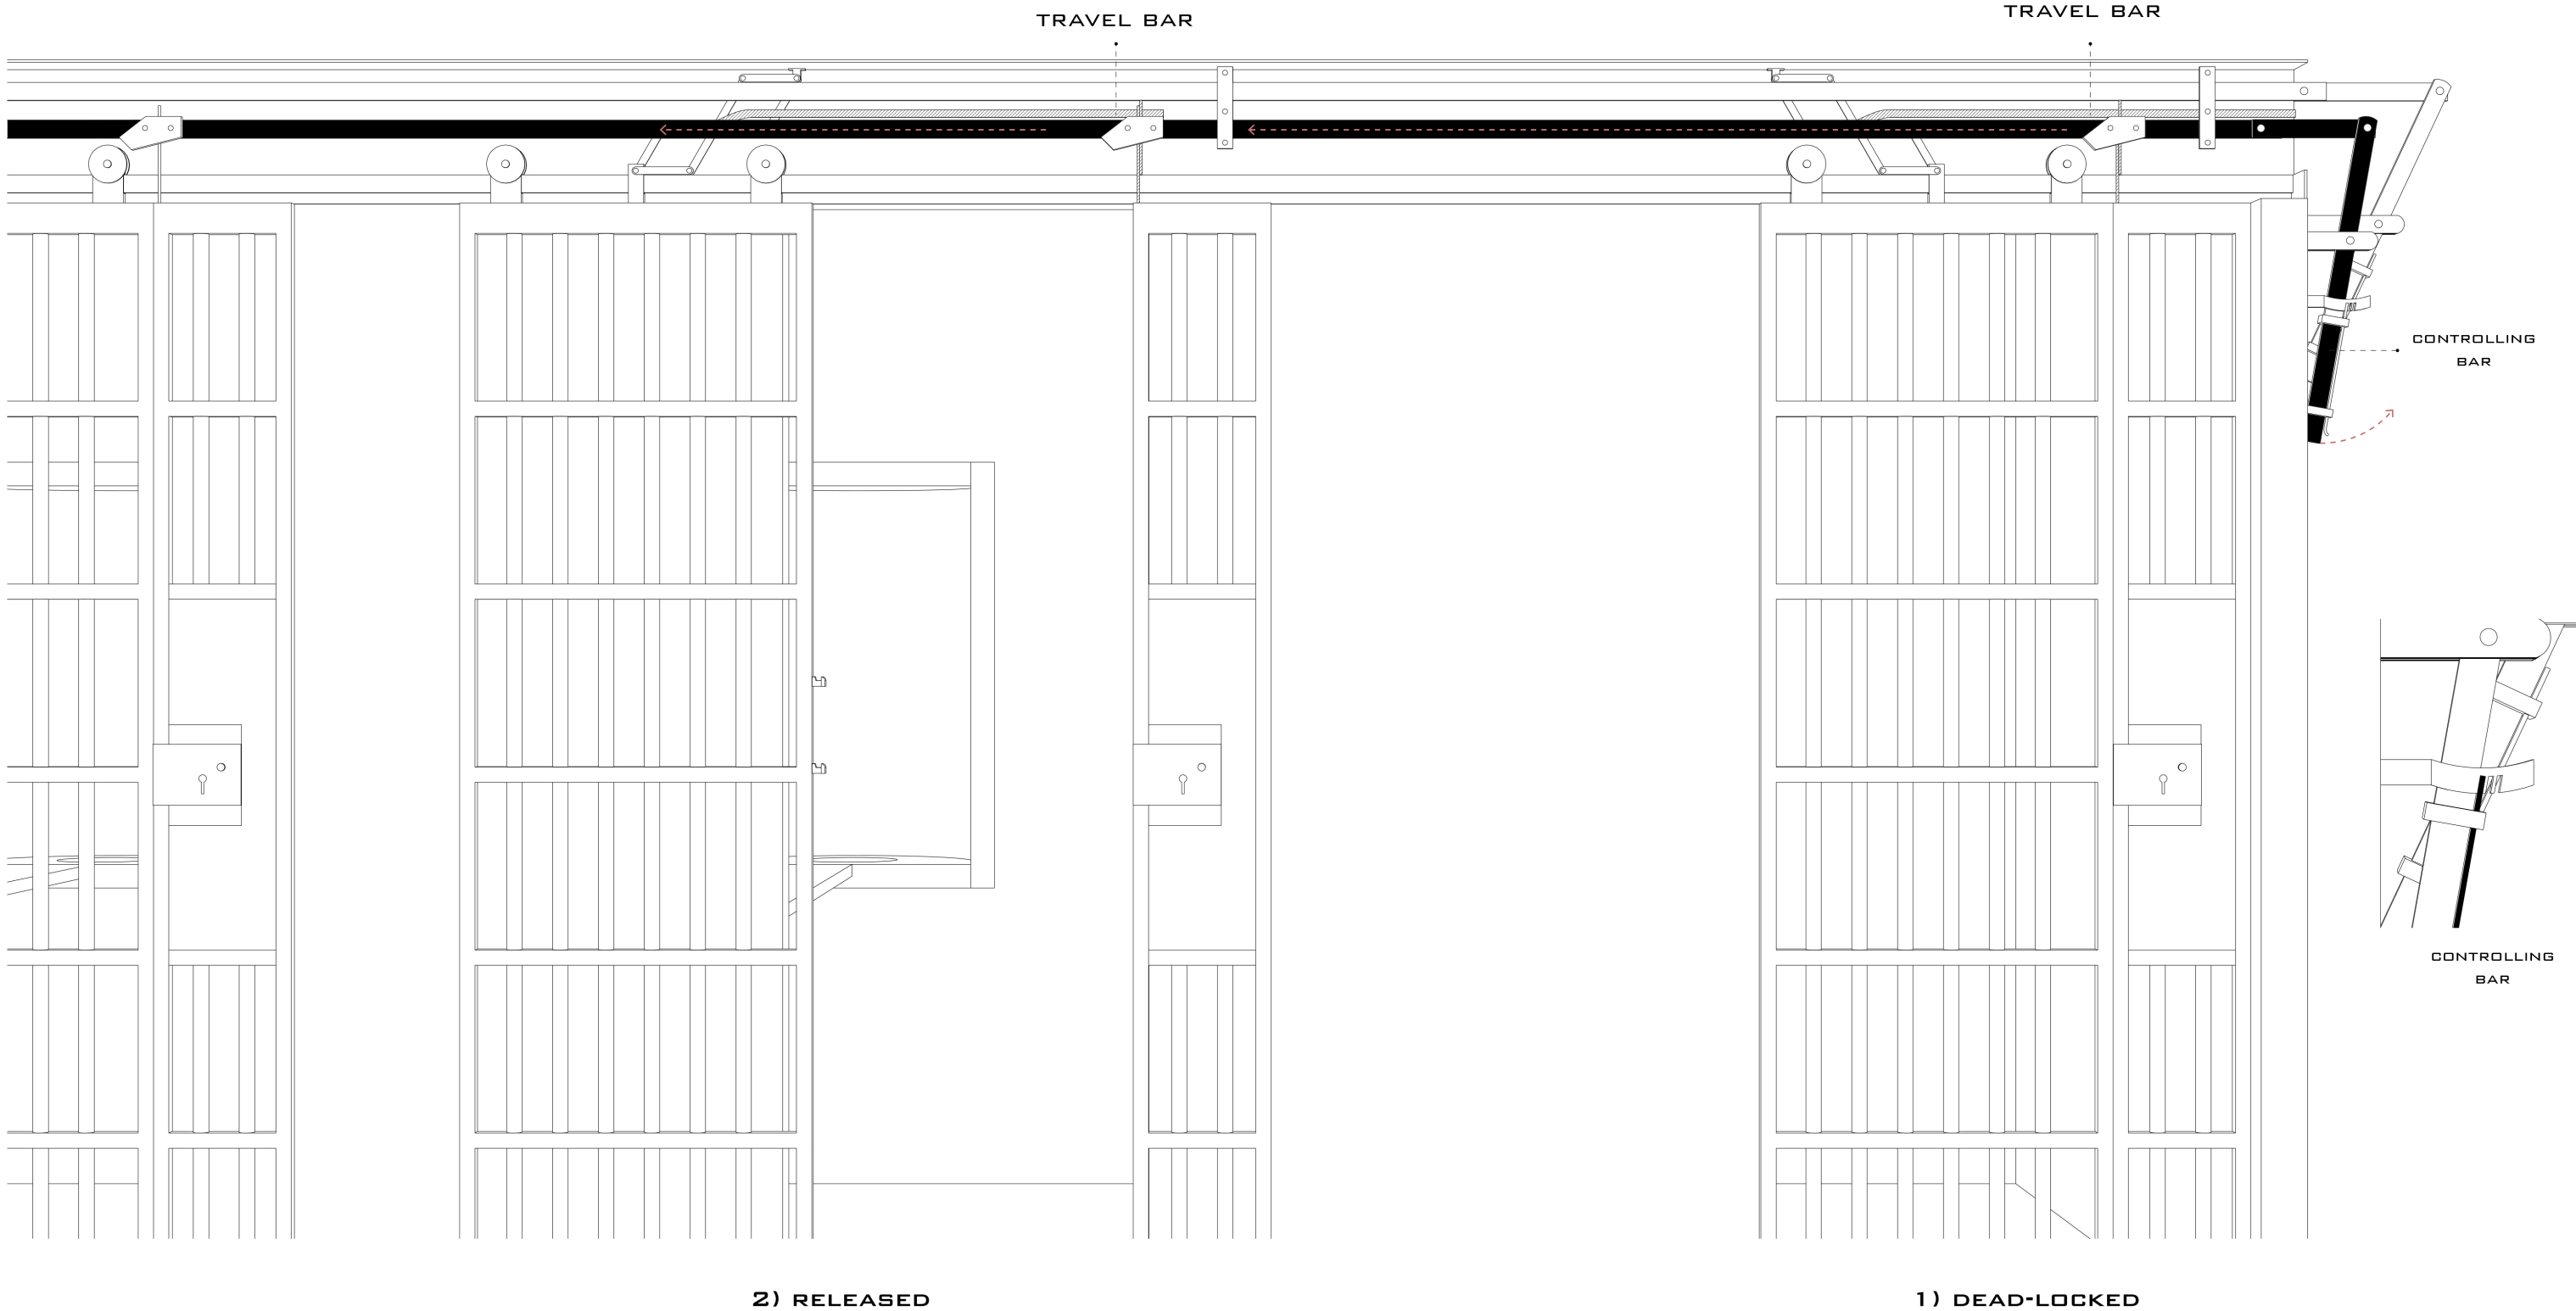 TRAVEL BAR
TRAVEL BAR
CONTROLLING
BAR
CONTROLLING
BAR
2) RELEASED
1) DEAD-LOCKED